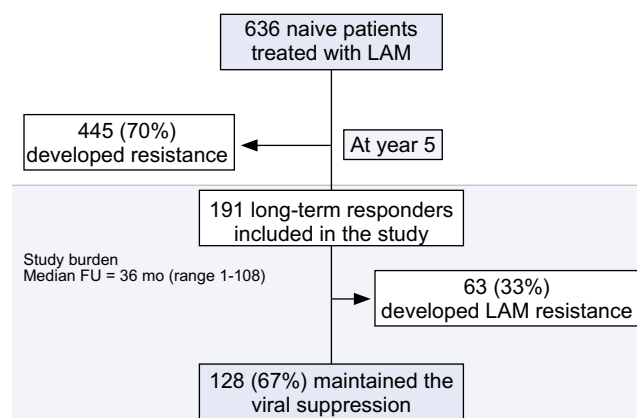 636 naive patients
treated with LAM
445 (70%)
developed resistance
At year 5
191 long-term responders
included in the study
Study burden
Median FU = 36 mo (range 1-108)
63 (33%)
developed LAM resistance
128 (67%) maintained the
viral suppression